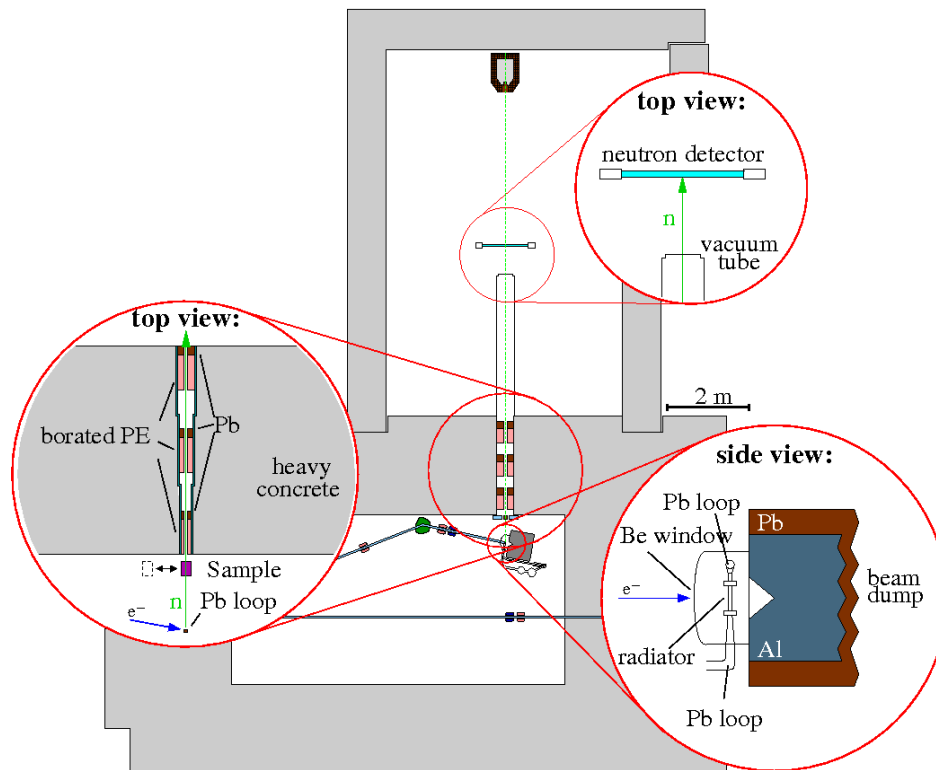 top view:
neutron detector
n
vacuum
tube
top view:
borated PE
Pb
heavy
concrete
Sample
n
e⁻
Pb loop
2 m
side view:
Pb loop
Pb
Be window
e⁻
beam
dump
radiator
Al
Pb loop